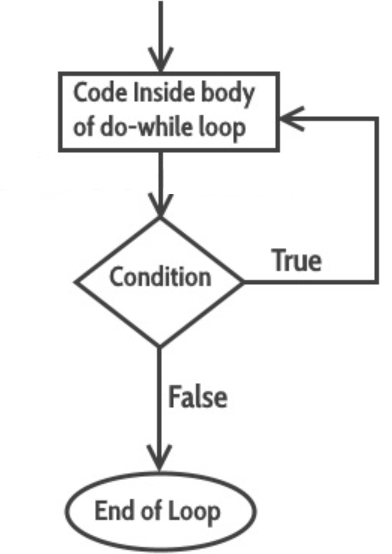 Code Inside body
of do-while loop
Condition
True
False
End of Loop